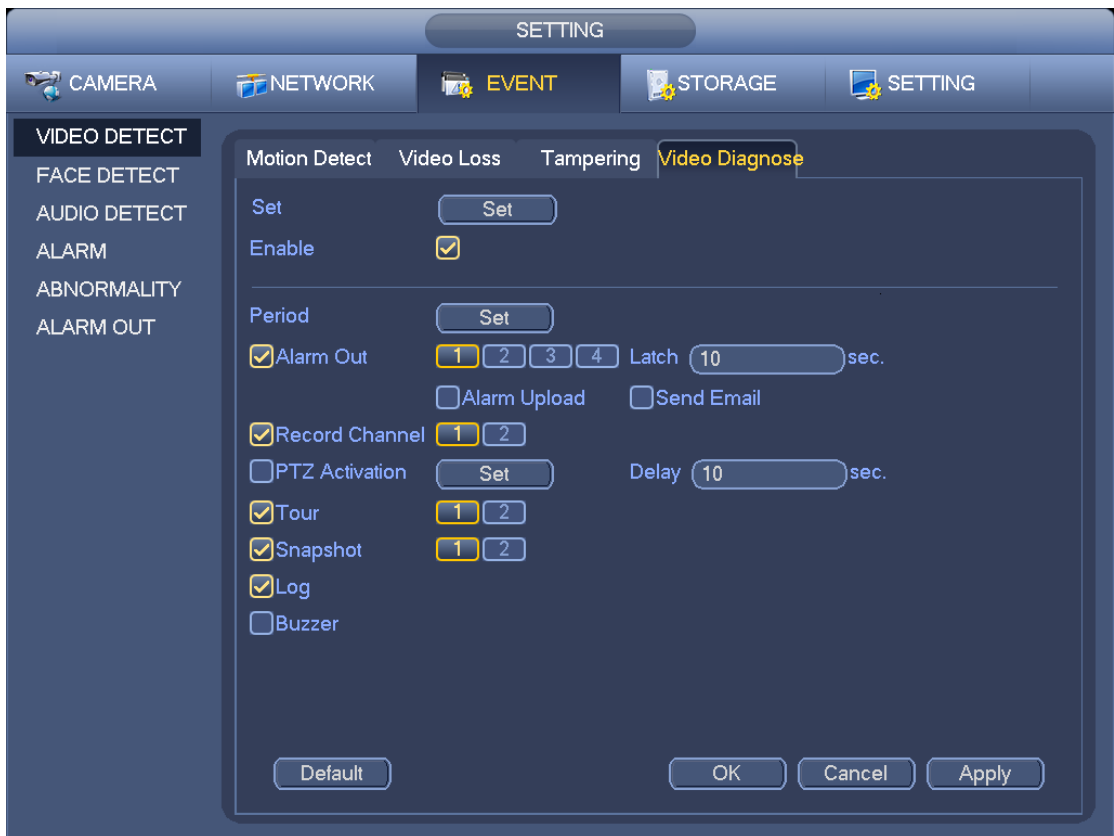 SETTING
CAMERA NETWORK EVENT STORAGE SETTING
VIDEO DETECT
FACE DETECT
AUDIO DETECT
ALARM
ABNORMALITY
ALARM OUT
Motion Detect Video Loss Tampering Video Diagnose
Set Set
Enable
Period Set
Alarm Out 1 2 3 4 Latch 10 sec.
Alarm Upload Send Email
Record Channel 1 2
PTZ Activation Set Delay 10 sec.
Tour 1 2
Snapshot 1 2
Log
Buzzer
Default OK Cancel Apply